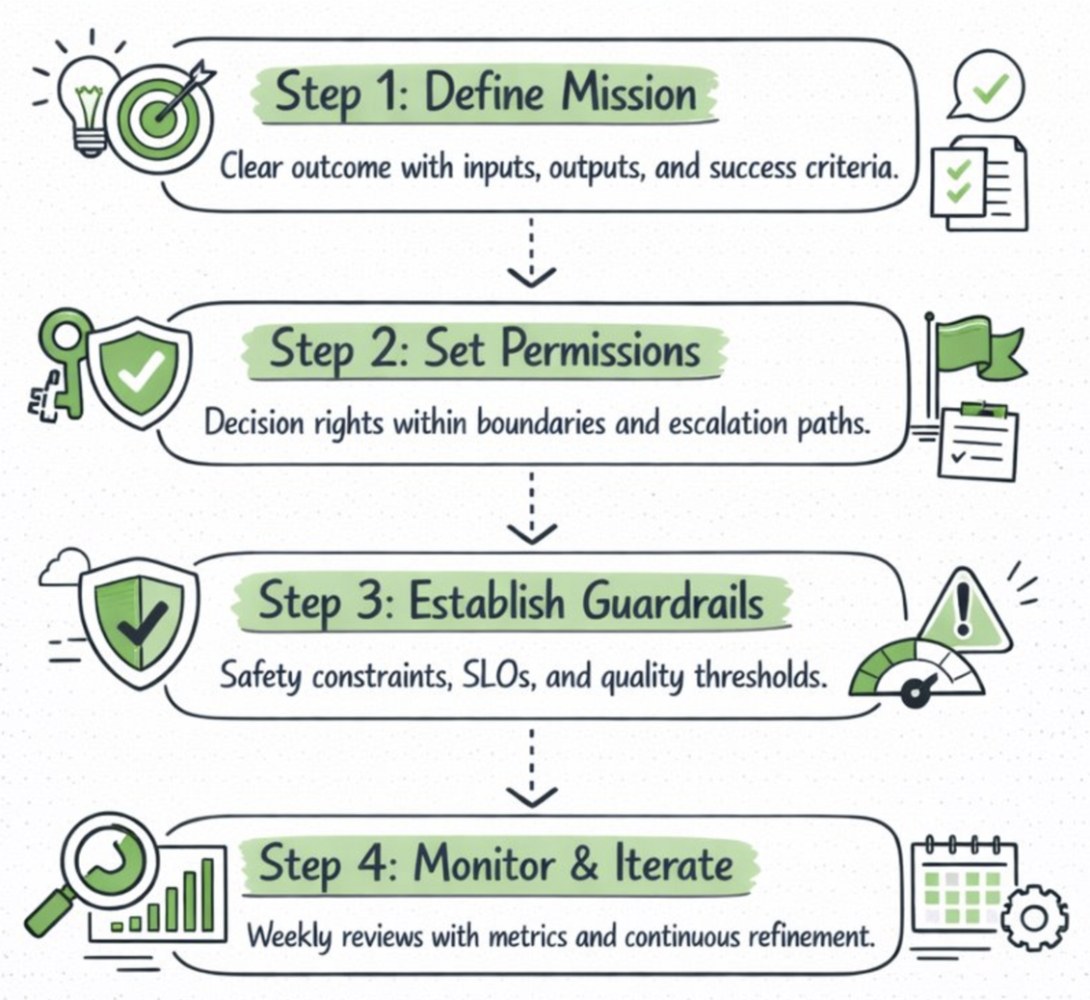 Step 1: Define Mission
Clear outcome with inputs, outputs, and success criteria.
Step 2: Set Permissions
Decision rights within boundaries and escalation paths.
Step 3: Establish Guardrails
Safety constraints, SLOs, and quality thresholds.
Step 4: Monitor & Iterate
Weekly reviews with metrics and continuous refinement.